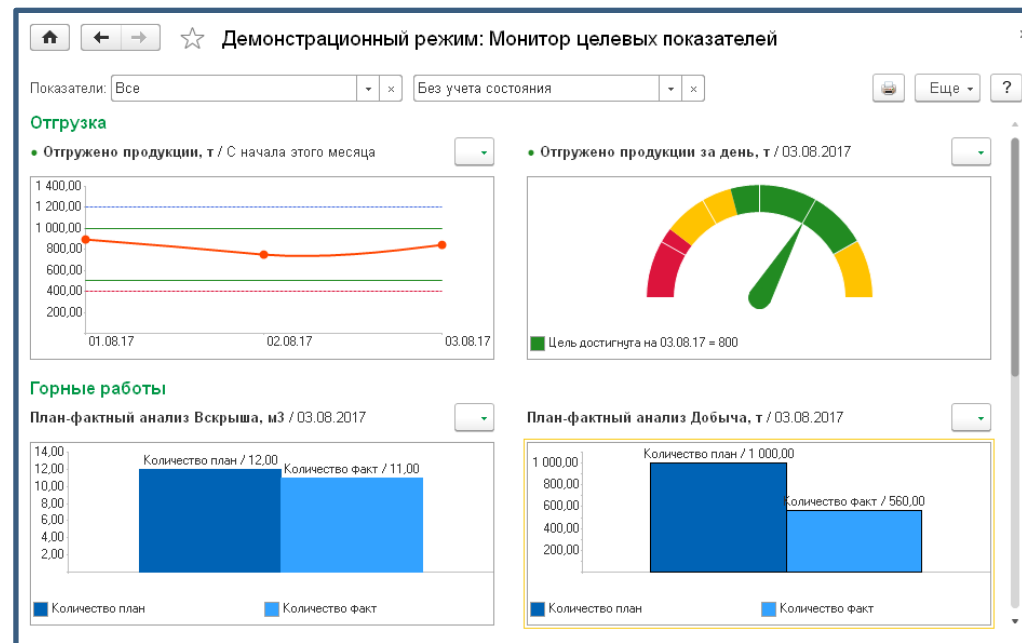 Демонстрационный режим: Монитор целевых показателей
Показатели: Все
Без учета состояния
Еще
?
Отгрузка
Отгружено продукции, т / С начала этого месяца
1 400,00
1 200,00
1 000,00
800,00
600,00
400,00
200,00
01.08.17
02.08.17
03.08.17
Отгружено продукции за день, т / 03.08.2017
Цель достигнута на 03.08.17 = 800
Горные работы
План-фактный анализ Вскрыша, м3 / 03.08.2017
14,00
12,00
10,00
8,00
6,00
4,00
2,00
Количество план / 12,00
Количество факт / 11,00
Количество план
Количество факт
План-фактный анализ Добыча, т / 03.08.2017
1 000,00
800,00
600,00
400,00
200,00
Количество план / 1 000,00
Количество факт / 560,00
Количество план
Количество факт